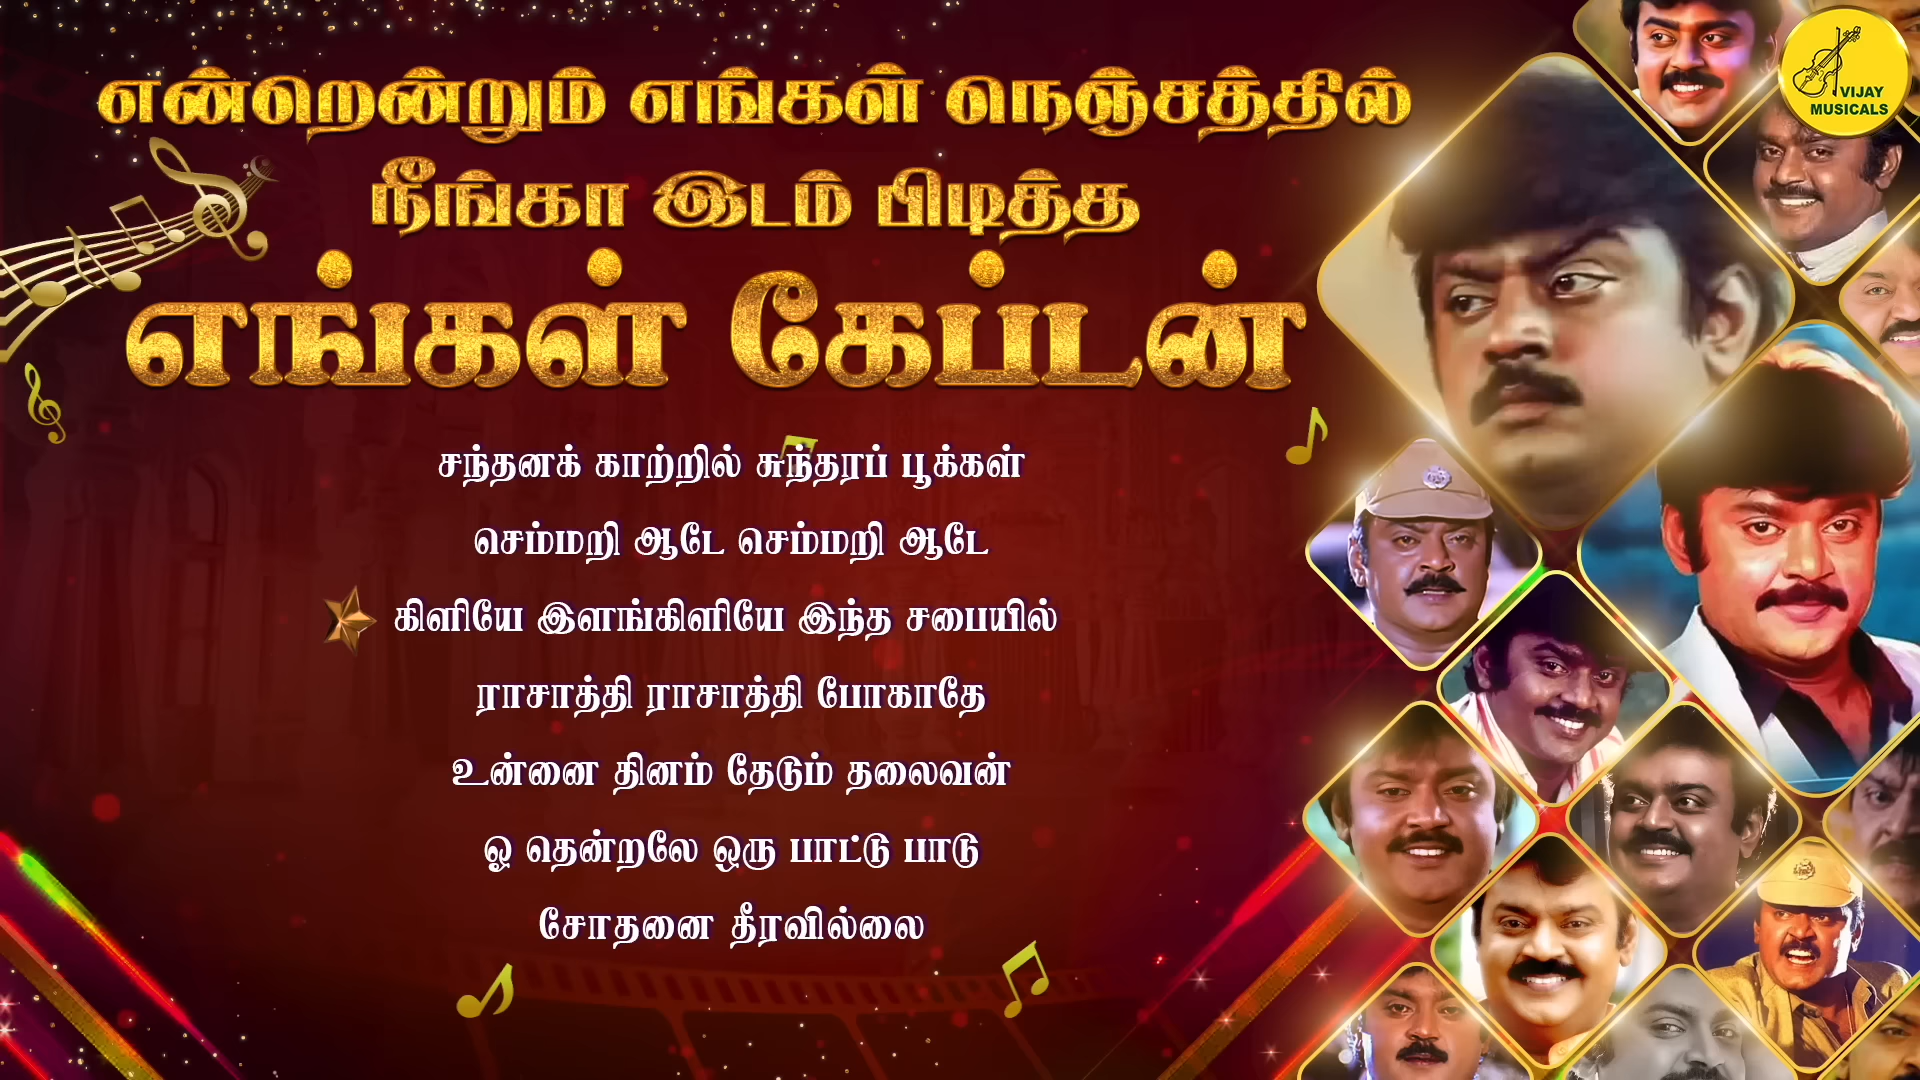 என்றென்றும் எங்கள் நெஞ்சத்தில்
நீங்கா இடம் பிடித்த
எங்கள் கேப்டன்
சந்தனக் காற்றில் சுந்தரப் பூக்கள்
செம்மறி ஆடே செம்மறி ஆடே
கிளியே இளங்கிளியே இந்த சபையில்
ராசாத்தி ராசாத்தி போகாதே
உன்னை தினம் தேடும் தலைவன்
ஓ தென்றலே ஒரு பாட்டு பாடு
சோதனை தீரவில்லை
VIJAY
MUSICALS